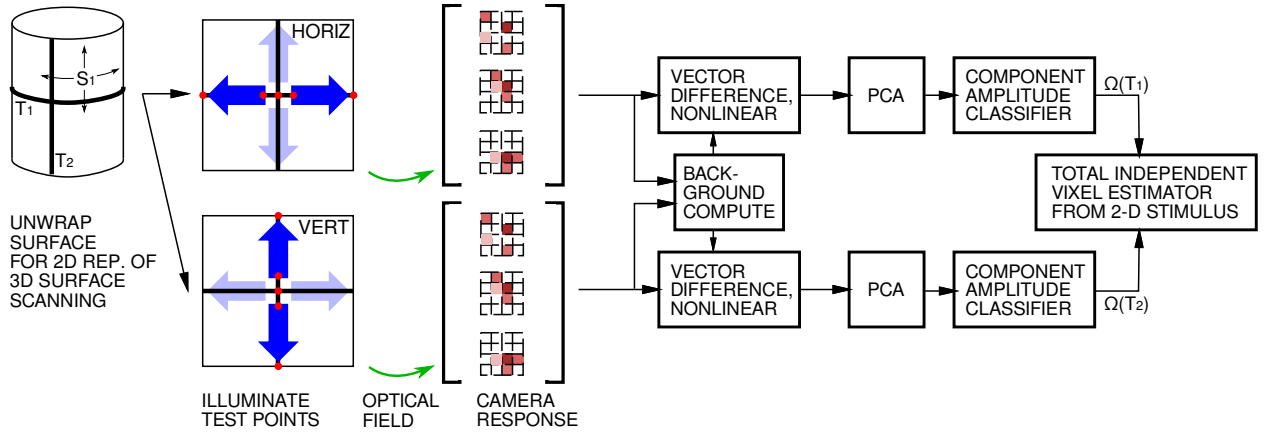 S1
T1
T2
UNWRAP
SURFACE
FOR 2D REP. OF
3D SURFACE
SCANNING
HORIZ
VERT
ILLUMINATE
TEST POINTS
OPTICAL
FIELD
CAMERA
RESPONSE
VECTOR
DIFFERENCE,
NONLINEAR
PCA
COMPONENT
AMPLITUDE
CLASSIFIER
Ω(T1)
BACK-
GROUND
COMPUTE
TOTAL INDEPENDENT
VIXEL ESTIMATOR
FROM 2-D STIMULUS
VECTOR
DIFFERENCE,
NONLINEAR
PCA
COMPONENT
AMPLITUDE
CLASSIFIER
Ω(T2)